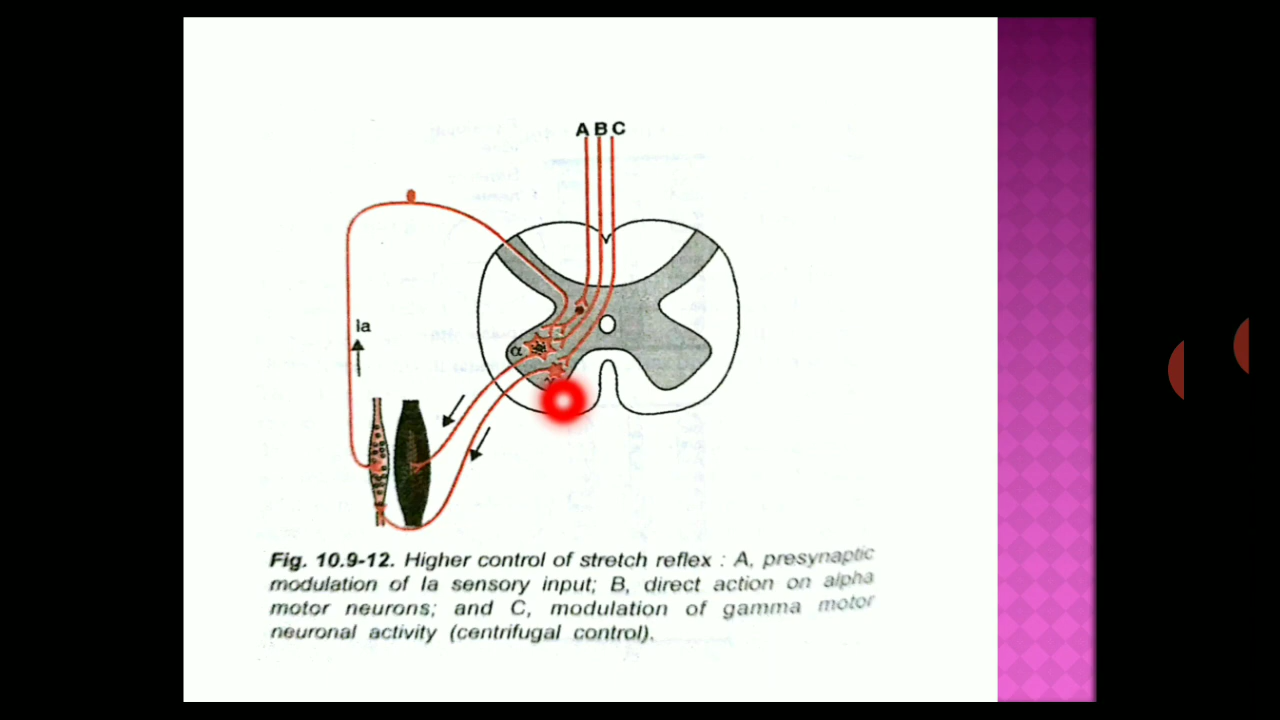 A B C
Ia
α
Fig. 10.9-12. Higher control of stretch reflex : A, presynaptic
modulation of Ia sensory input; B, direct action on alpha
motor neurons; and C, modulation of gamma motor
neuronal activity (centrifugal control).